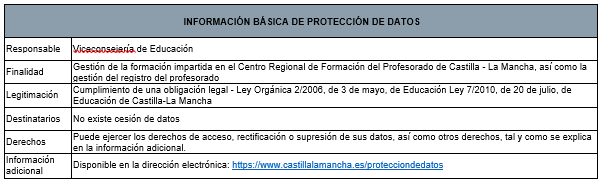 INFORMACIÓN BÁSICA DE PROTECCIÓN DE DATOS
Responsable Viceconsejería de Educación
Finalidad Gestión de la formación impartida en el Centro Regional de Formación del Profesorado de Castilla - La Mancha, así como la
gestión del registro del profesorado
Legitimación Cumplimiento de una obligación legal - Ley Orgánica 2/2006, de 3 de mayo, de Educación Ley 7/2010, de 20 de julio, de
Educación de Castilla-La Mancha
Destinatarios No existe cesión de datos
Derechos Puede ejercer los derechos de acceso, rectificación o supresión de sus datos, así como otros derechos, tal y como se explica
en la información adicional.
Información
adicional Disponible en la dirección electrónica: https://www.castillalamancha.es/protecciondedatos